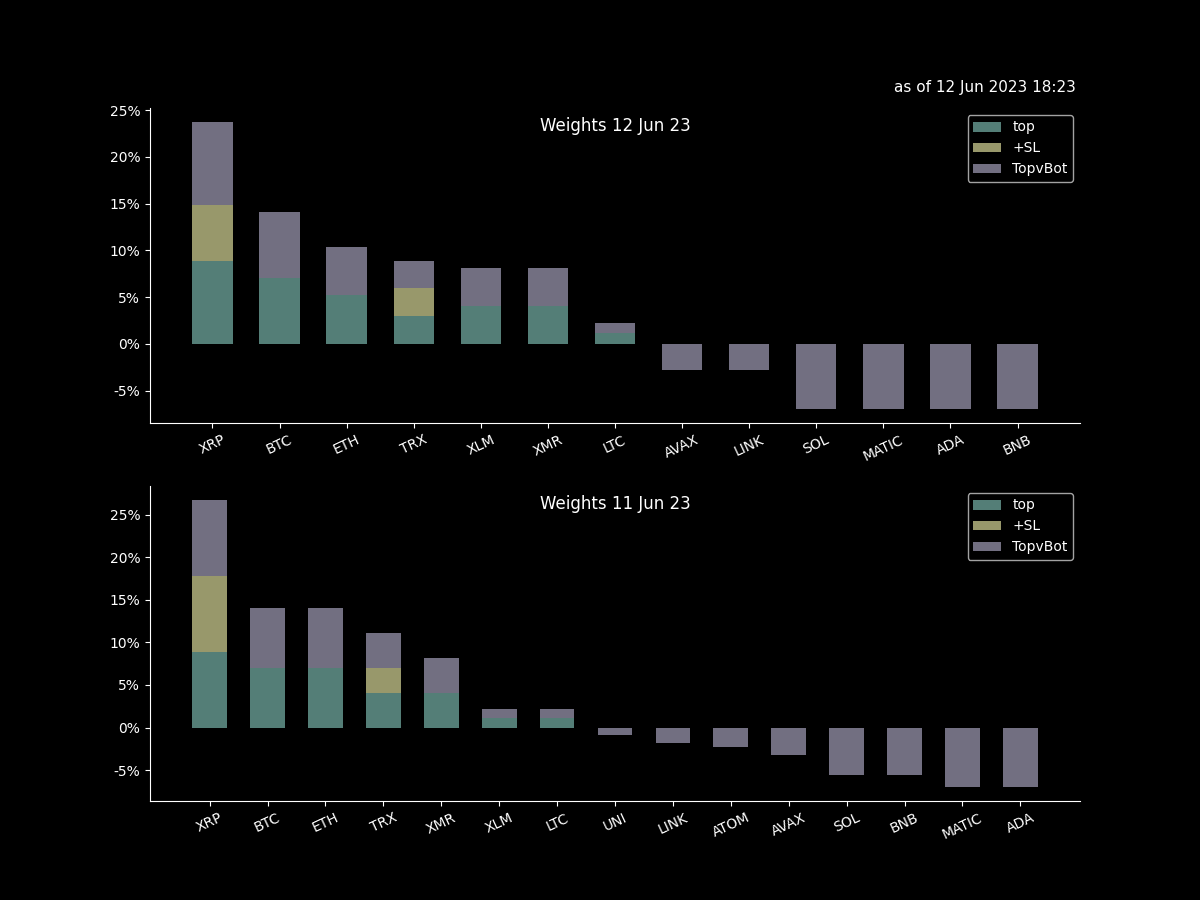 as of 12 Jun 2023 18:23
Weights 12 Jun 23
top
+SL
TopvBot
25%
20%
15%
10%
5%
0%
-5%
XRP BTC ETH TRX XLM XMR LTC AVAX LINK SOL MATIC ADA BNB
Weights 11 Jun 23
top
+SL
TopvBot
25%
20%
15%
10%
5%
0%
-5%
XRP BTC ETH TRX XMR XLM LTC UNI LINK ATOM AVAX SOL BNB MATIC ADA